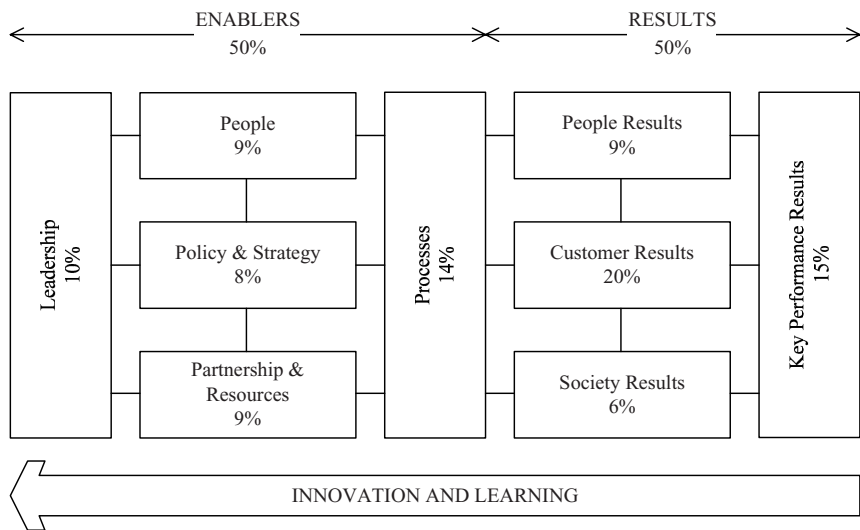 ENABLERS
50%
RESULTS
50%
Leadership
10%
People
9%
Policy & Strategy
8%
Partnership &
Resources
9%
Processes
14%
People Results
9%
Customer Results
20%
Society Results
6%
Key Performance Results
15%
INNOVATION AND LEARNING